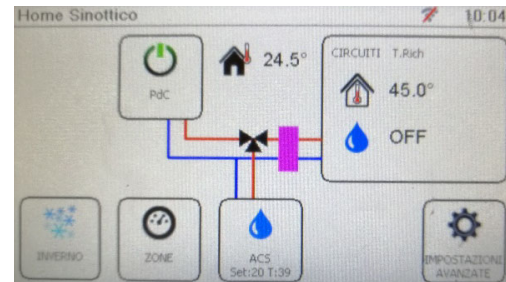 Home Sinottico 10:04
PdC
24.5°
CIRCUITI T.Rich
45.0°
OFF
INVERNO
ZONE
ACS
Set:20 T:39
IMPOSTAZIONI
AVANZATE